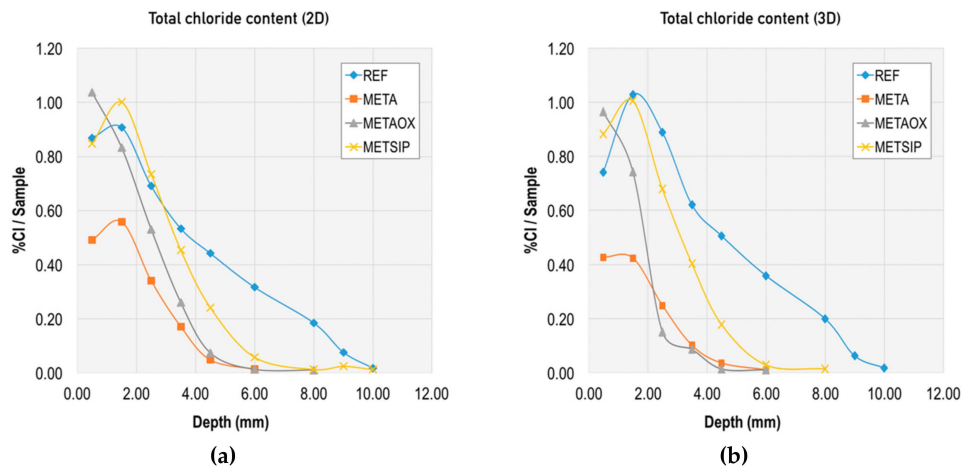 Total chloride content (2D)
1.20
1.00
0.80
0.60
0.40
0.20
0.00
%Cl / Sample
0.00 2.00 4.00 6.00 8.00 10.00 12.00
Depth (mm)
REF
META
METAOX
METSIP
(a)
Total chloride content (3D)
1.20
1.00
0.80
0.60
0.40
0.20
0.00
%Cl / Sample
0.00 2.00 4.00 6.00 8.00 10.00 12.00
Depth (mm)
REF
META
METAOX
METSIP
(b)